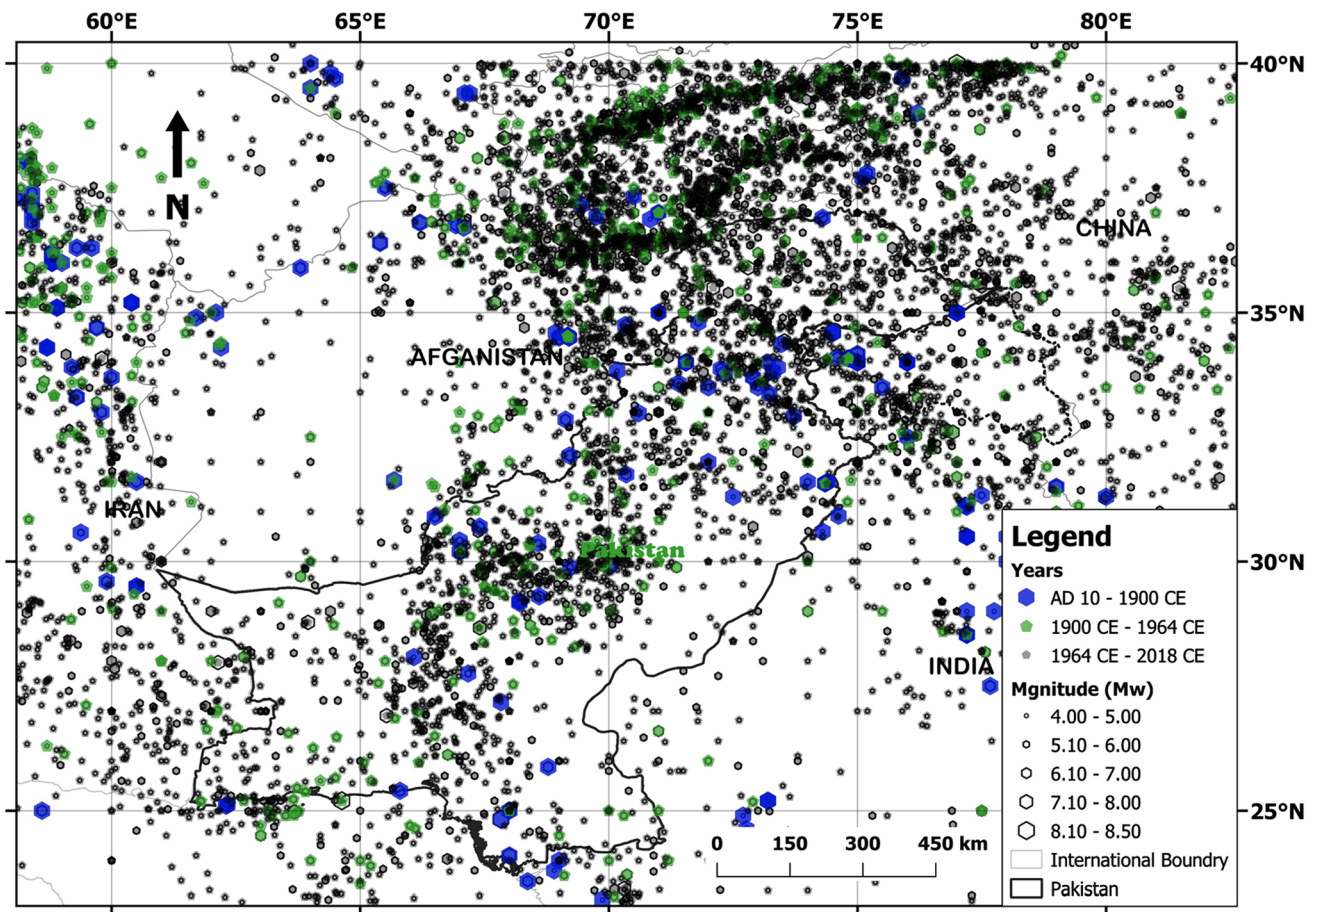 60°E 65°E 70°E 75°E 80°E
40°N
N
CHINA
35°N
AFGANISTAN
IRAN
Pakistan
30°N
INDIA
25°N
0 150 300 450 km
Legend
Years
AD 10 - 1900 CE
1900 CE - 1964 CE
1964 CE - 2018 CE
Mgnitude (Mw)
4.00 - 5.00
5.10 - 6.00
6.10 - 7.00
7.10 - 8.00
8.10 - 8.50
International Boundry
Pakistan